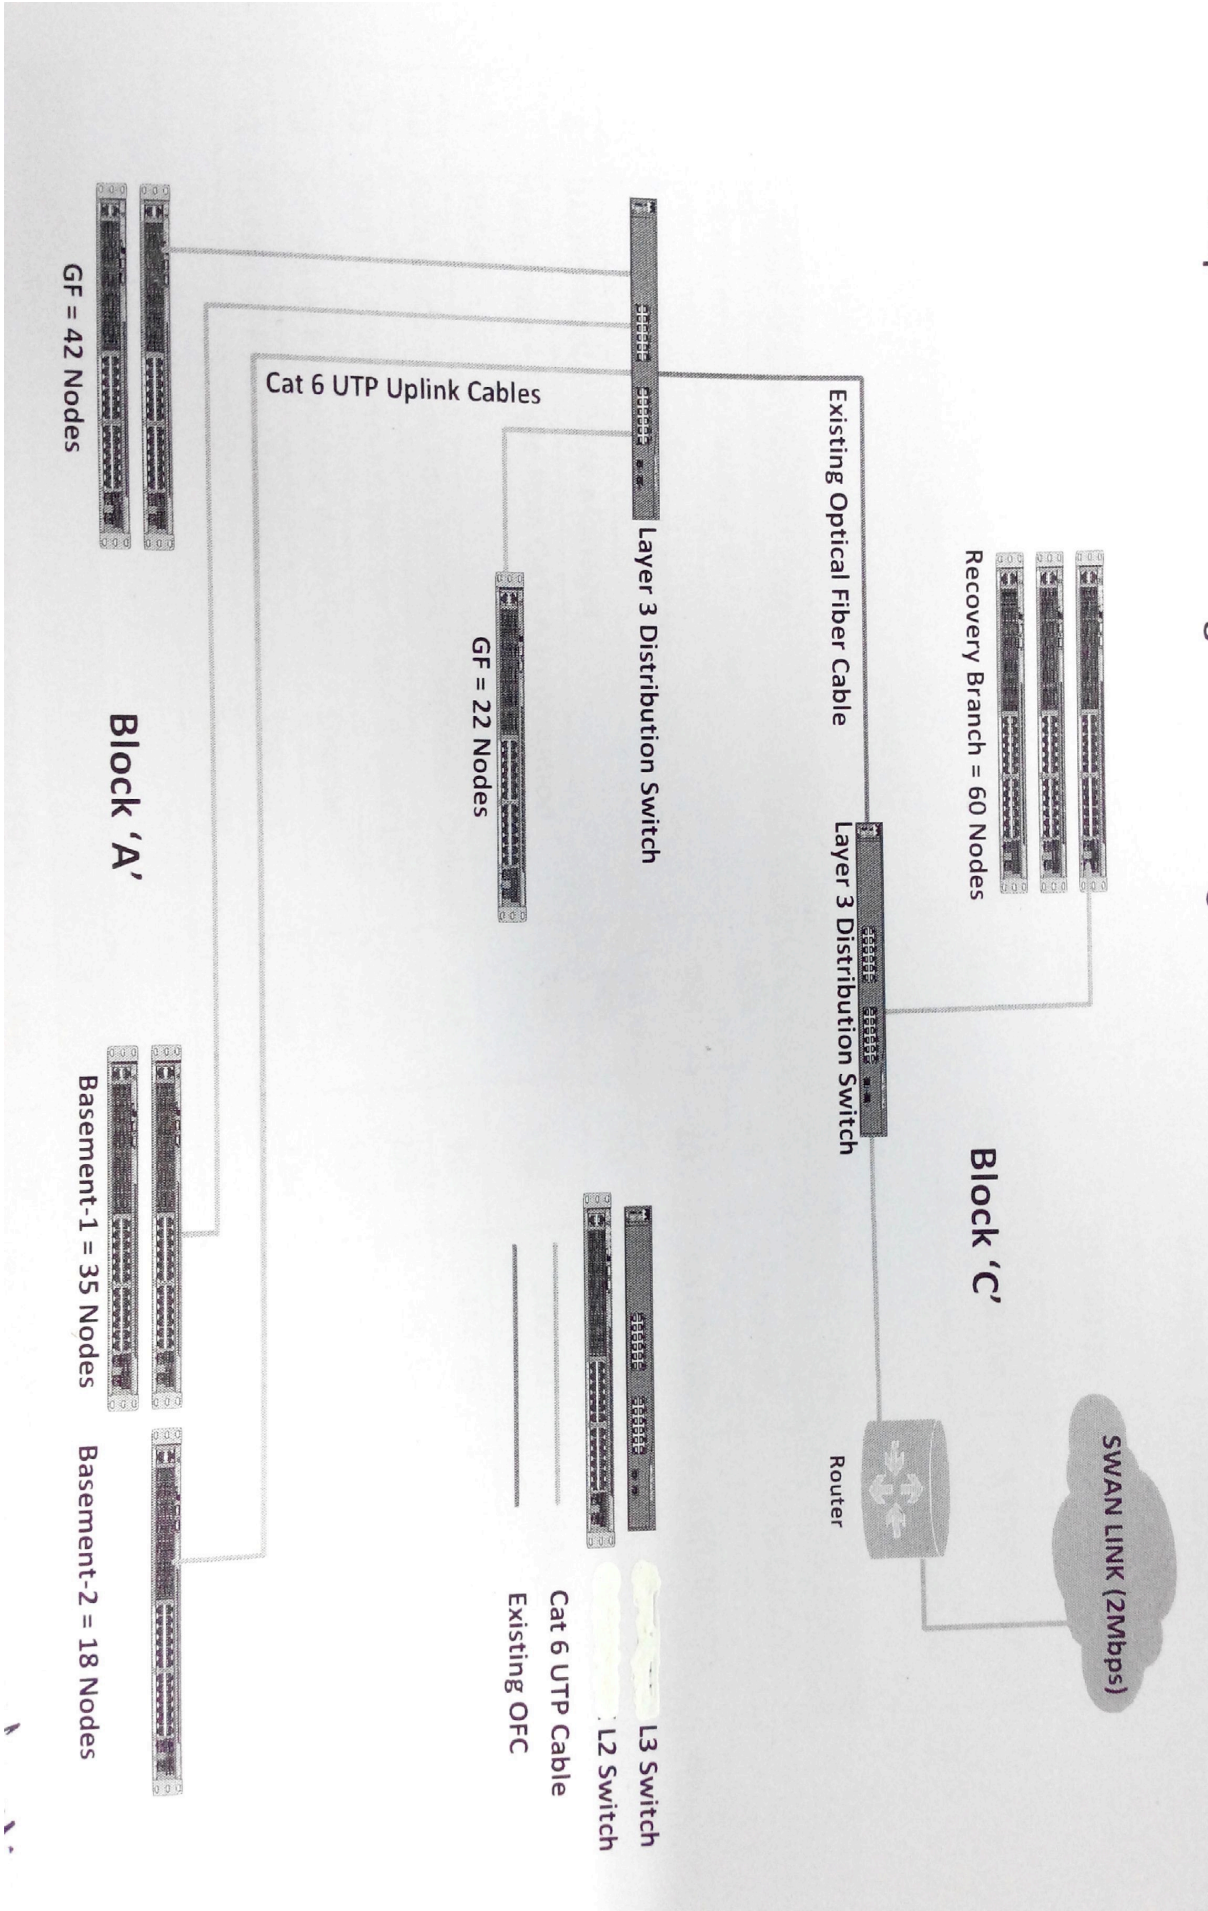 SWAN LINK (2Mbps)
Block ‘C’
Router
Recovery Branch = 60 Nodes
Layer 3 Distribution Switch
Existing Optical Fiber Cable
Layer 3 Distribution Switch
L3 Switch
: L2 Switch
Cat 6 UTP Cable
Existing OFC
GF = 22 Nodes
Cat 6 UTP Uplink Cables
Block ‘A’
GF = 42 Nodes
Basement-1 = 35 Nodes
Basement-2 = 18 Nodes